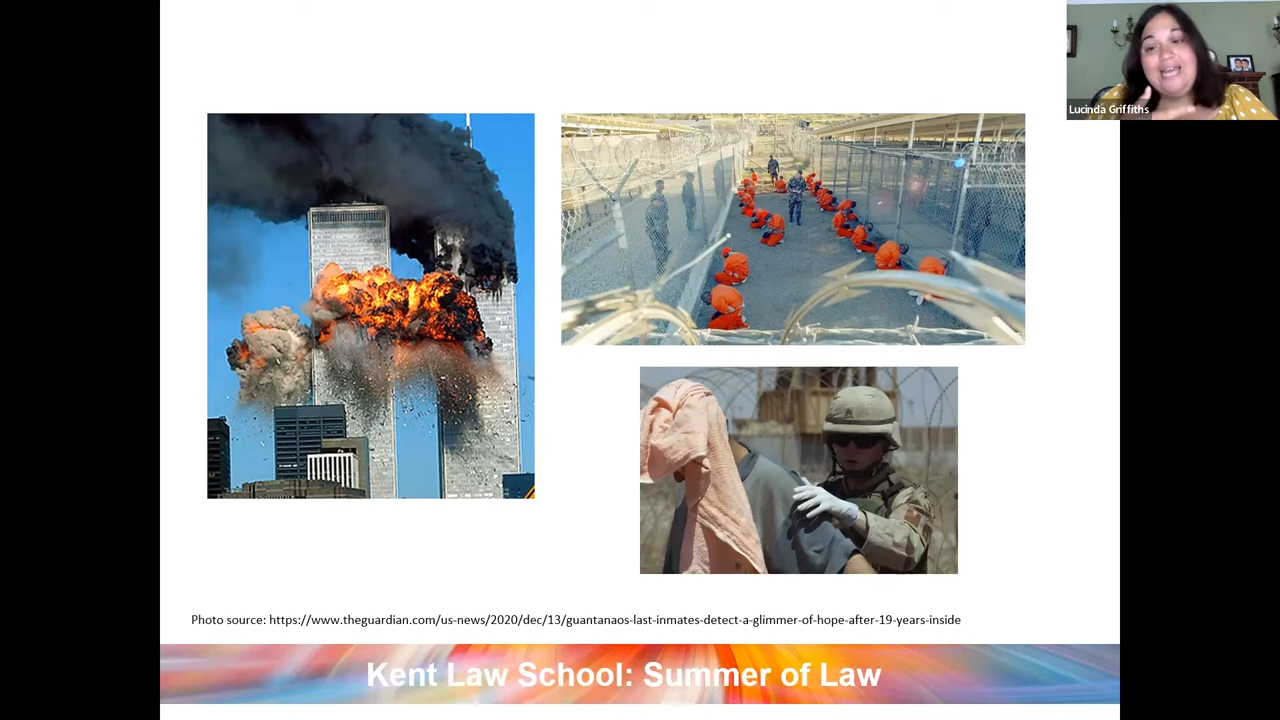 Lucinda Griffiths
Photo source: https://www.theguardian.com/us-news/2020/dec/13/guantanaos-last-inmates-detect-a-glimmer-of-hope-after-19-years-inside
Kent Law School: Summer of Law